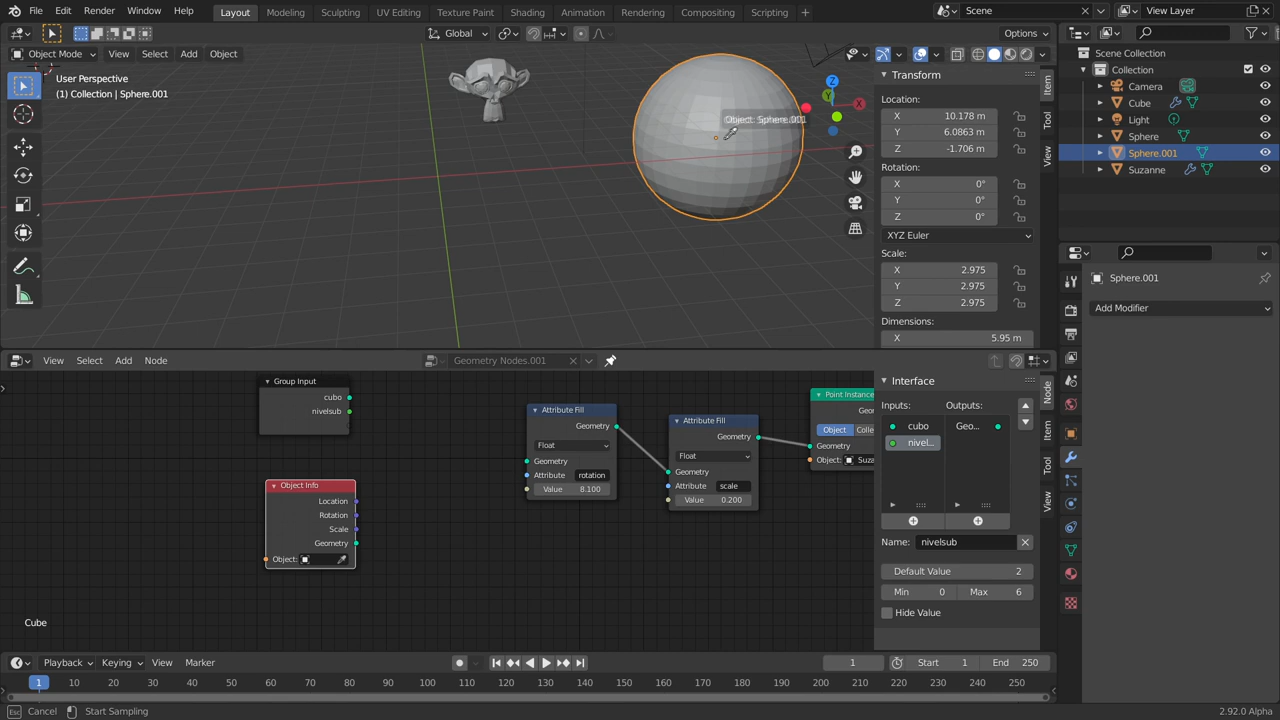 File Edit Render Window Help Layout Modeling Sculpting UV Editing Texture Paint Shading Animation Rendering Compositing Scripting + Scene View Layer
Global Options
Object Mode View Select Add Object
User Perspective
(1) Collection | Sphere.001
Object: Sphere.001
Z
Y
X
Transform
Location:
X 10.178 m
Y 6.0863 m
Z -1.706 m
Rotation:
X 0°
Y 0°
Z 0°
XYZ Euler
Scale:
X 2.975
Y 2.975
Z 2.975
Dimensions:
X 5.95 m
Item
Tool
View
Scene Collection
Collection
Camera
Cube
Light
Sphere
Sphere.001
Suzanne
Sphere.001
Add Modifier
View Select Add Node Geometry Nodes.001
Group Input
cubo
nivelsub
Object Info
Location
Rotation
Scale
Geometry
Object:
Attribute Fill
Geometry
Float
Geometry
Attribute rotation
Value 8.100
Attribute Fill
Geometry
Float
Geometry
Attribute scale
Value 0.200
Point Instance
Geo
Object Colle
Geometry
Object: Suza
Cube
Interface
Inputs: Outputs:
cubo Geo...
nivel...
Name: nivelsub
Default Value 2
Min 0 Max 6
Hide Value
Node
Item
Tool
View
Playback Keying View Marker 1 Start 1 End 250
1 10 20 30 40 50 60 70 80 90 100 110 120 130 140 150 160 170 180 190 200 210 220 230 240 250
Esc Cancel Start Sampling 2.92.0 Alpha